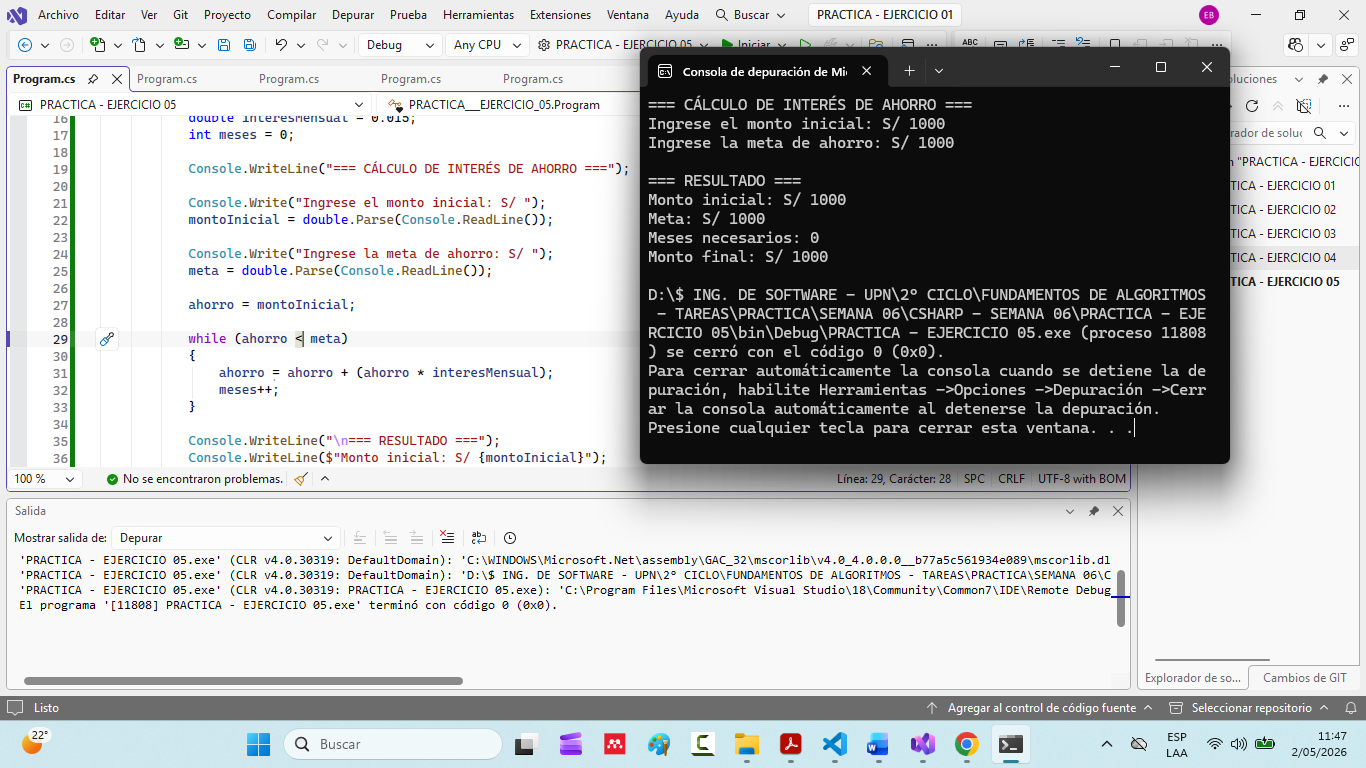 Archivo Editar Ver Git Proyecto Compilar Depurar Prueba Herramientas Extensiones Ventana Ayuda Buscar PRACTICA - EJERCICIO 01 EB
Debug Any CPU PRACTICA - EJERCICIO 05 Iniciar
Program.cs Program.cs Program.cs Program.cs Program.cs
PRACTICA - EJERCICIO 05 PRACTICA__EJERCICIO_05.Program
16 double interesMensual = 0.015;
17 int meses = 0;
18
19 Console.WriteLine("=== CÁLCULO DE INTERÉS DE AHORRO ===");
20
21 Console.Write("Ingrese el monto inicial: S/ ");
22 montoInicial = double.Parse(Console.ReadLine());
23
24 Console.Write("Ingrese la meta de ahorro: S/ ");
25 meta = double.Parse(Console.ReadLine());
26
27 ahorro = montoInicial;
28
29 while (ahorro < meta)
30 {
31 ahorro = ahorro + (ahorro * interesMensual);
32 meses++;
33 }
34
35 Console.WriteLine("\n=== RESULTADO ===");
36 Console.WriteLine($"Monto inicial: S/ {montoInicial}");
100 % No se encontraron problemas. Línea: 29, Carácter: 28 SPC CRLF UTF-8 with BOM
Consola de depuración de Mi
=== CÁLCULO DE INTERÉS DE AHORRO ===
Ingrese el monto inicial: S/ 1000
Ingrese la meta de ahorro: S/ 1000
=== RESULTADO ===
Monto inicial: S/ 1000
Meta: S/ 1000
Meses necesarios: 0
Monto final: S/ 1000
D:\$ ING. DE SOFTWARE - UPN\2° CICLO\FUNDAMENTOS DE ALGORITMOS
- TAREAS\PRACTICA\SEMANA 06\CSHARP - SEMANA 06\PRACTICA - EJE
RCICIO 05\bin\Debug\PRACTICA - EJERCICIO 05.exe (proceso 11808
) se cerró con el código 0 (0x0).
Para cerrar automáticamente la consola cuando se detiene la de
puración, habilite Herramientas ->Opciones ->Depuración ->Cerr
ar la consola automáticamente al detenerse la depuración.
Presione cualquier tecla para cerrar esta ventana. . .
oluciones
rador de soluc
n "PRACTICA - EJERCICIO
TICA - EJERCICIO 01
TICA - EJERCICIO 02
TICA - EJERCICIO 03
TICA - EJERCICIO 04
TICA - EJERCICIO 05
Explorador de so... Cambios de GIT
Salida
Mostrar salida de: Depurar
'PRACTICA - EJERCICIO 05.exe' (CLR v4.0.30319: DefaultDomain): 'C:\WINDOWS\Microsoft.Net\assembly\GAC_32\mscorlib\v4.0_4.0.0.0__b77a5c561934e089\mscorlib.dl
'PRACTICA - EJERCICIO 05.exe' (CLR v4.0.30319: DefaultDomain): 'D:\$ ING. DE SOFTWARE - UPN\2° CICLO\FUNDAMENTOS DE ALGORITMOS - TAREAS\PRACTICA\SEMANA 06\C
'PRACTICA - EJERCICIO 05.exe' (CLR v4.0.30319: PRACTICA - EJERCICIO 05.exe): 'C:\Program Files\Microsoft Visual Studio\18\Community\Common7\IDE\Remote Debug
El programa '[11808] PRACTICA - EJERCICIO 05.exe' terminó con código 0 (0x0).
Listo Agregar al control de código fuente Seleccionar repositorio
22° Buscar ESP LAA 11:47 2/05/2026